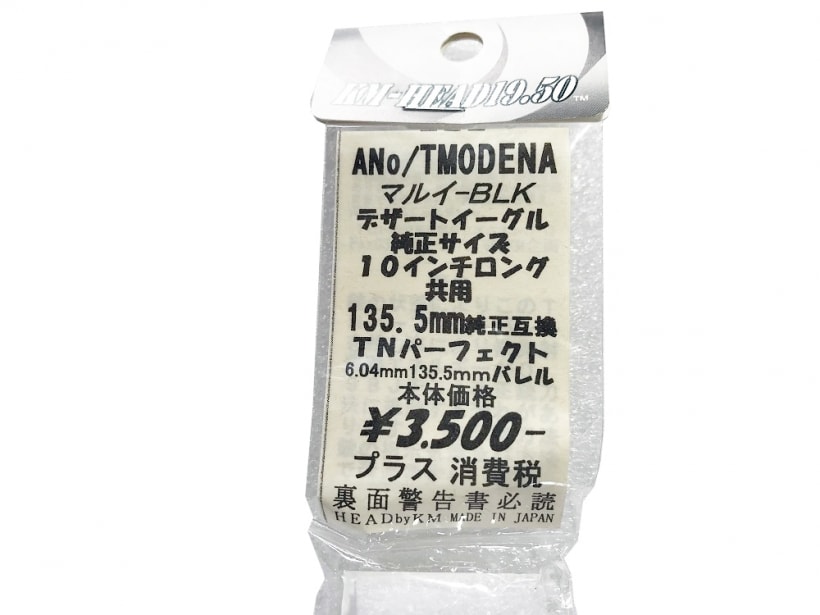 KM-HEAD19.50™
ANo/TMODENA
マルイ-BLK
デザートイーグル
純正サイズ
10インチロング
共用
135.5mm純正互換
TNパーフェクト
6.04mm135.5mmバレル
本体価格
¥3.500-
プラス 消費税
裏面警告書必読
HEADbyKM MADE IN JAPAN